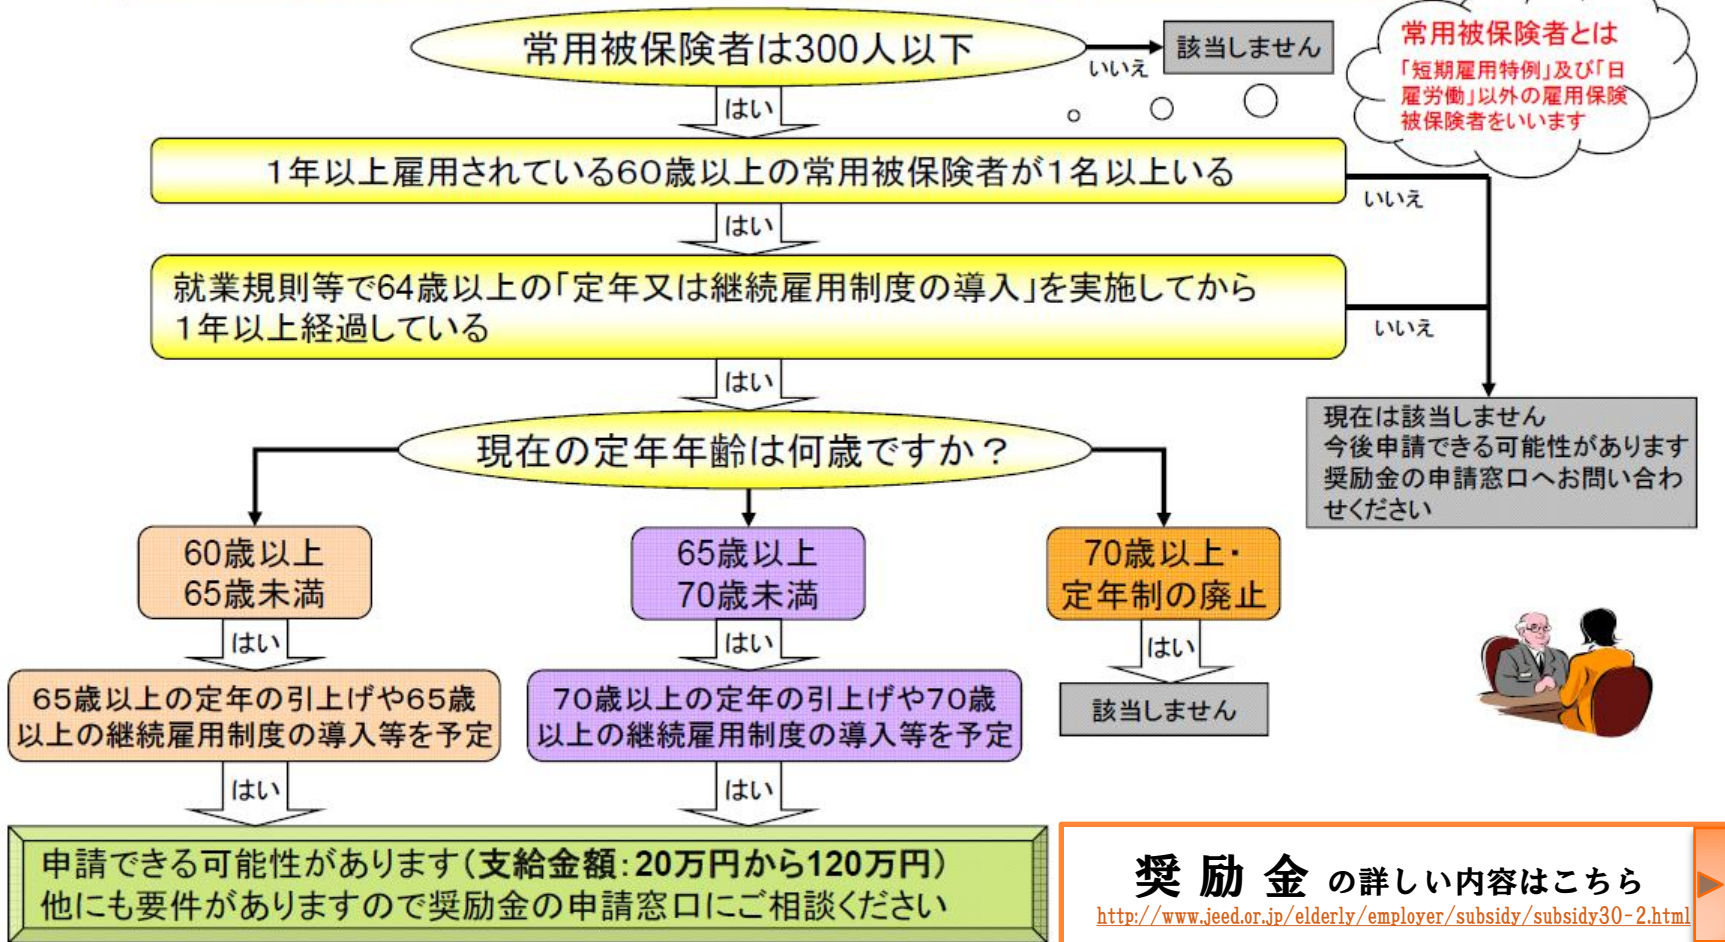 常用被保険者は300人以下
いいえ
該当しません
常用被保険者とは
「短期雇用特例」及び「日
雇労働」以外の雇用保険
被保険者をいいます
はい
1年以上雇用されている60歳以上の常用被保険者が1名以上いる
いいえ
はい
就業規則等で64歳以上の「定年又は継続雇用制度の導入」を実施してから
1年以上経過している
いいえ
はい
現在は該当しません
今後申請できる可能性があります
奨励金の申請窓口へお問い合わ
せください
現在の定年年齢は何歳ですか？
60歳以上
65歳未満
65歳以上
70歳未満
70歳以上・
定年制の廃止
はい
はい
はい
65歳以上の定年の引上げや65歳
以上の継続雇用制度の導入等を予定
70歳以上の定年の引上げや70歳
以上の継続雇用制度の導入等を予定
該当しません
はい
はい
申請できる可能性があります（支給金額：20万円から120万円）
他にも要件がありますので奨励金の申請窓口にご相談ください
奨 励 金 の詳しい内容はこちら
http://www.jeed.or.jp/elderly/employer/subsidy/subsidy30-2.html